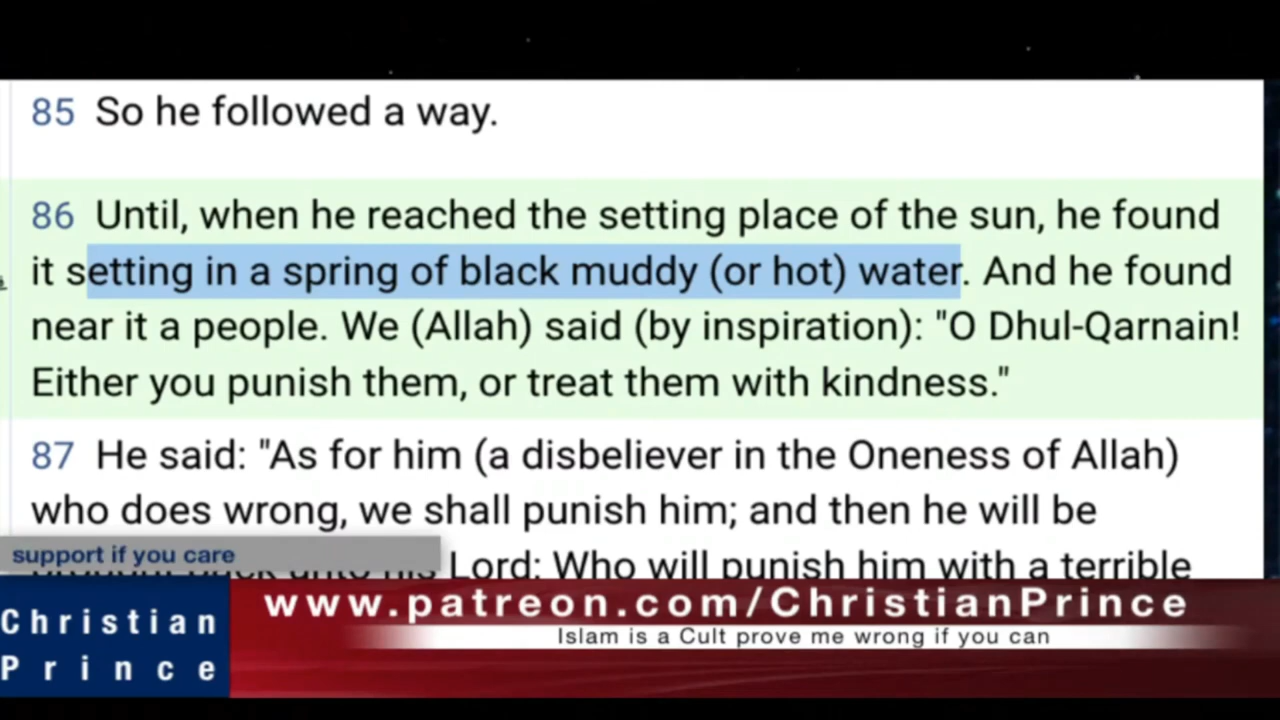 85 So he followed a way.
86 Until, when he reached the setting place of the sun, he found
it setting in a spring of black muddy (or hot) water. And he found
near it a people. We (Allah) said (by inspiration): "O Dhul-Qarnain!
Either you punish them, or treat them with kindness."
87 He said: "As for him (a disbeliever in the Oneness of Allah)
who does wrong, we shall punish him; and then he will be
brought back unto his Lord: Who will punish him with a terrible
support if you care
Christian
Prince
www.patreon.com/ChristianPrince
Islam is a Cult prove me wrong if you can